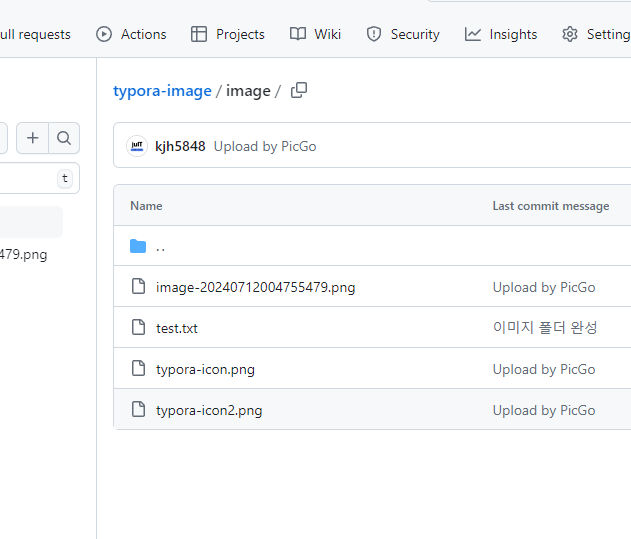 ull requests Actions Projects Wiki Security Insights Setting
typora-image / image /
t
479.png
JUIT kjh5848 Upload by PicGo
Name Last commit message
..
image-20240712004755479.png Upload by PicGo
test.txt 이미지 폴더 완성
typora-icon.png Upload by PicGo
typora-icon2.png Upload by PicGo